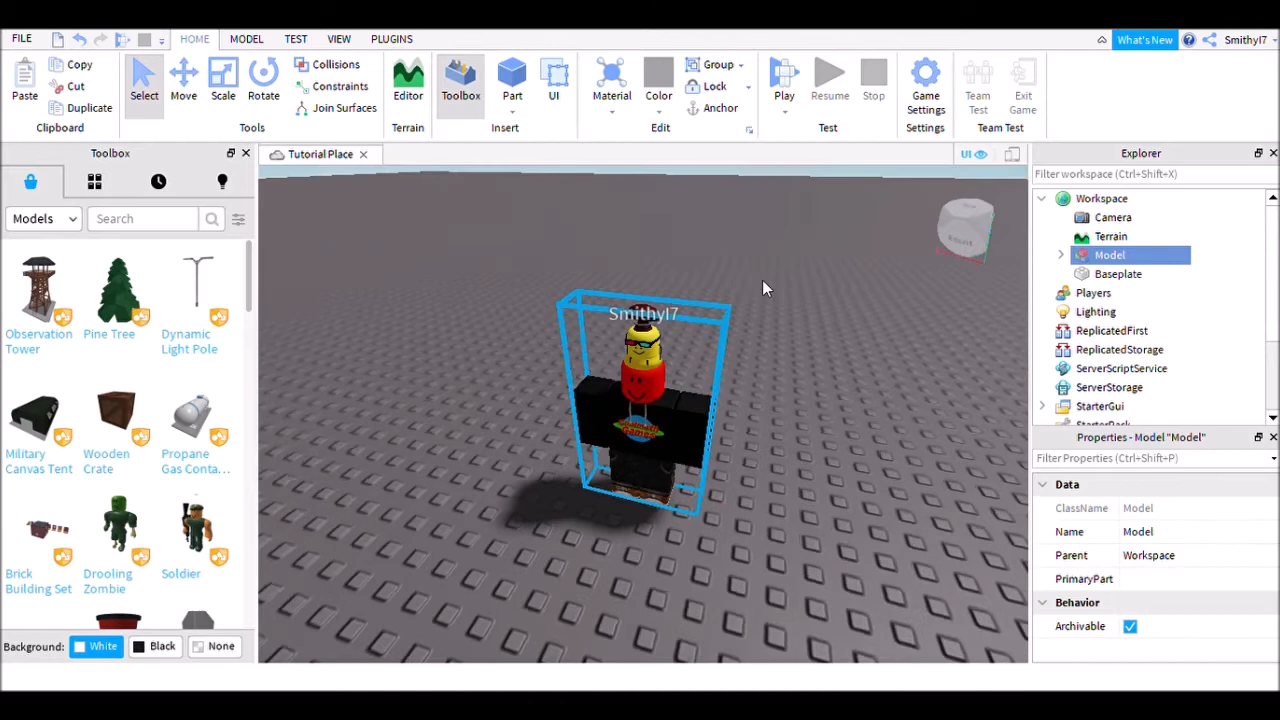 FILE
HOME
MODEL
TEST
VIEW
PLUGINS
What's New
SmithyI7
Paste
Copy
Cut
Duplicate
Clipboard
Select
Move
Scale
Rotate
Collisions
Constraints
Join Surfaces
Tools
Editor
Terrain
Toolbox
Part
UI
Insert
Material
Color
Group
Lock
Anchor
Edit
Play
Resume
Stop
Test
Game
Settings
Settings
Team
Test
Exit
Game
Team Test
Toolbox
Models
Search
Observation
Tower
Pine Tree
Dynamic
Light Pole
Military
Canvas Tent
Wooden
Crate
Propane
Gas Conta...
Brick
Building Set
Drooling
Zombie
Soldier
Background:
White
Black
None
Tutorial Place
UI
SmithyI7
Explorer
Filter workspace (Ctrl+Shift+X)
Workspace
Camera
Terrain
Model
Baseplate
Players
Lighting
ReplicatedFirst
ReplicatedStorage
ServerScriptService
ServerStorage
StarterGui
StarterPack
Properties - Model "Model"
Filter Properties (Ctrl+Shift+P)
Data
ClassName Model
Name Model
Parent Workspace
PrimaryPart
Behavior
Archivable